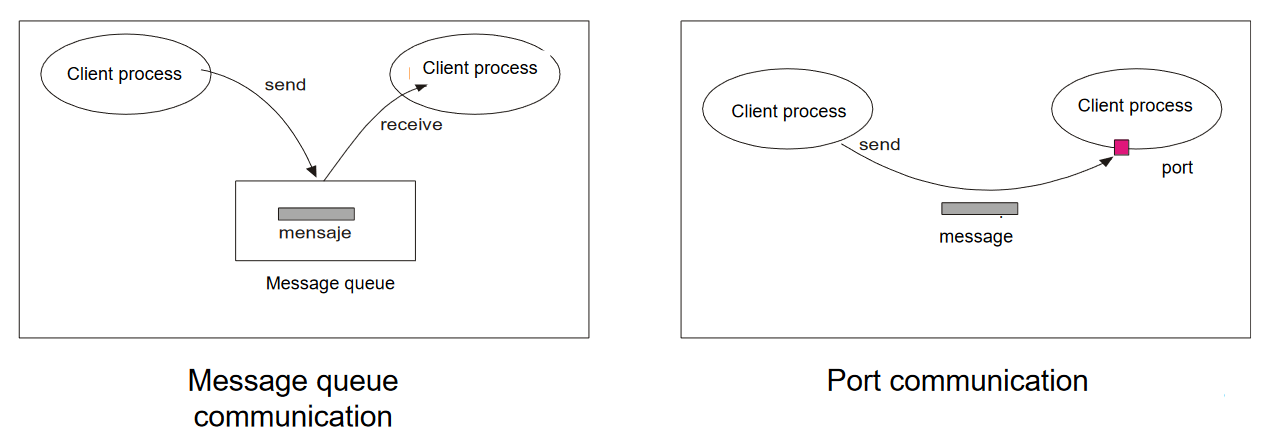 Client process
send
Client process
receive
mensaje
Message queue
Message queue
communication
Client process
send
Client process
port
message
Port communication